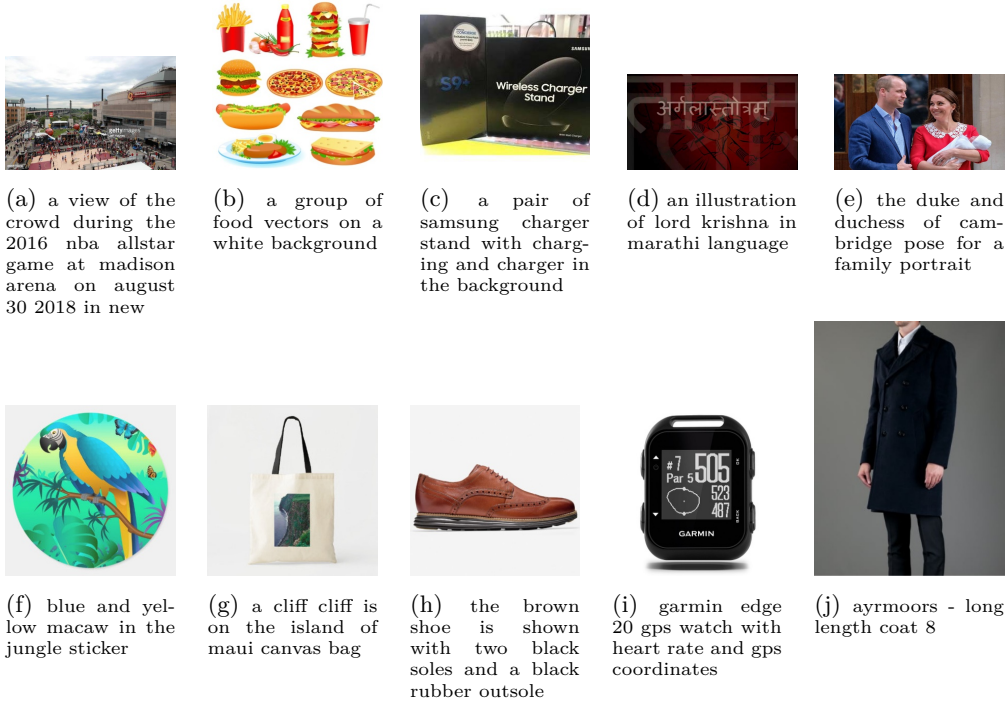 gettyimages
S9+
SAMSUNG
Wireless Charger
Stand
अर्गलास्तोत्रम्
(a) a view of the
crowd during the
2016 nba allstar
game at madison
arena on august
30 2018 in new
(b) a group of
food vectors on a
white background
(c) a pair of
samsung charger
stand with charg-
ing and charger in
the background
(d) an illustration
of lord krishna in
marathi language
(e) the duke and
duchess of cam-
bridge pose for a
family portrait
# 7
Par 5
505
523
487
OK
BACK
GARMIN
(f) blue and yel-
low macaw in the
jungle sticker
(g) a cliff cliff is
on the island of
maui canvas bag
(h) the brown
shoe is shown
with two black
soles and a black
rubber outsole
(i) garmin edge
20 gps watch with
heart rate and gps
coordinates
(j) ayrmoors - long
length coat 8